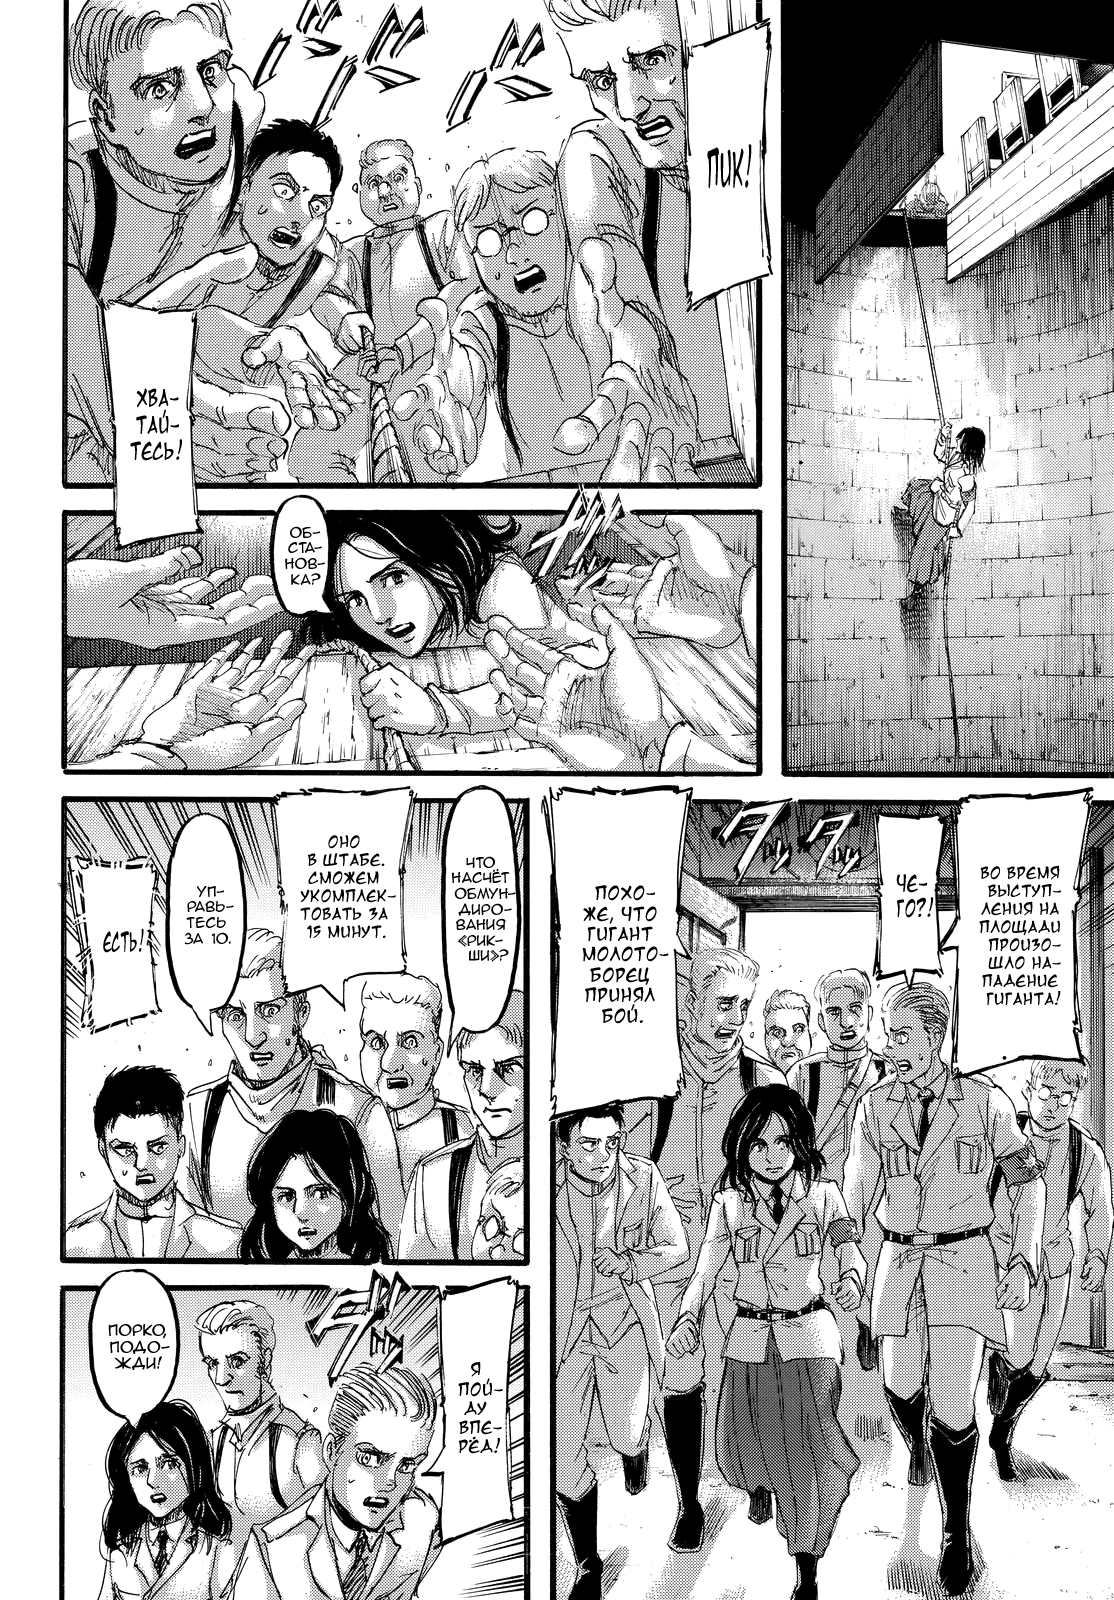 ПИК!
ХВА-
ТАЙ-
ТЕСЬ!
ОБ-
СТА-
НОВ-
КА?
ВО ВРЕМЯ
ВЫСТУП-
ЛЕНИЯ НА
ПЛОЩАДИ
ПРОИЗО-
ШЛО НА-
ПАДЕНИЕ
ГИГАНТА!
ЧЕ-
ГО?!
ПОХО-
ЖЕ, ЧТО
ГИГАНТ
МОЛОТО-
БОРЕЦ
ПРИНЯЛ
БОЙ.
ЧТО
НАСЧЁТ
ОБМУН-
ДИРО-
ВАНИЯ
«РИК-
ШИ»?
ОНО
В ШТАБЕ.
СМОЖЕМ
УКОМПЛЕК-
ТОВАТЬ ЗА
15 МИНУТ.
УП-
РАВЬ-
ТЕСЬ
ЗА 10.
ЕСТЬ!
Я
ПОЙ-
ДУ
ВПЕ-
РЁД!
ПОРКО,
ПОДО-
ЖДИ!